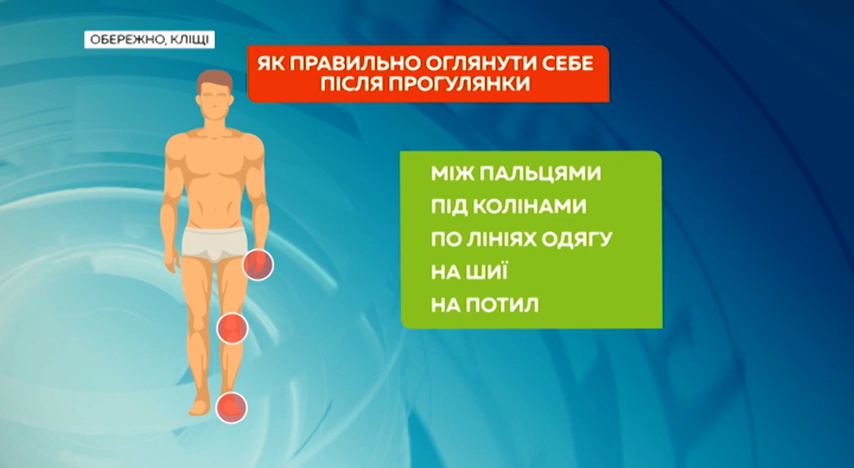 ОБЕРЕЖНО, КЛІЩІ
ЯК ПРАВИЛЬНО ОГЛЯНУТИ СЕБЕ
ПІСЛЯ ПРОГУЛЯНКИ
МІЖ ПАЛЬЦЯМИ
ПІД КОЛІНАМИ
ПО ЛІНІЯХ ОДЯГУ
НА ШИЇ
НА ПОТИЛ